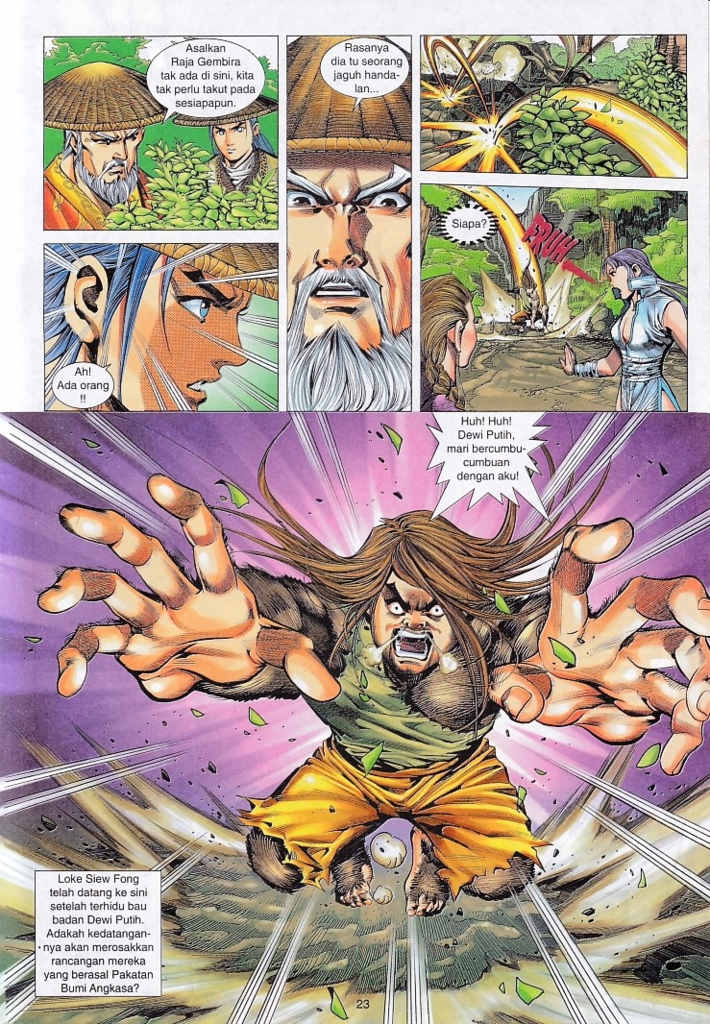 Asalkan
Raja Gembira
tak ada di sini, kita
tak perlu takut pada
sesiapapun.
Ah!
Ada orang
!!
Rasanya
dia tu seorang
jaguh handa-
lan...
Siapa?
ERUH
Huh! Huh!
Dewi Putih,
mari bercumbu-
cumbuan
dengan aku!
Loke Siew Fong
telah datang ke sini
setelah terhidu bau
badan Dewi Putih.
Adakah kedatangan-
nya akan merosakkan
rancangan mereka
yang berasal Pakatan
Bumi Angkasa?
23